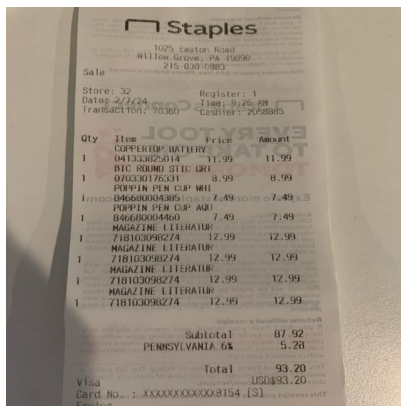 Staples
1025 Easton Road
Willow Grove, PA 19090
215-830-0883
Sale
Store: 32 Register: 1
Date: 2/7/24 Time: 9:26 AM
Transaction: 70360 Cashier: 2058885
Qty Item Price Amount
COPPERTOP BATTERY
1 041333825014 11.99 11.99
BIC ROUND STIC GRI
1 070330176331 8.99 8.99
POPPIN PEN CUP WHI
1 846680004385 7.49 7.49
POPPIN PEN CUP AQU
1 846680004460 7.49 7.49
MAGAZINE LITERATUR
1 718103098274 12.99 12.99
MAGAZINE LITERATUR
1 718103098274 12.99 12.99
MAGAZINE LITERATUR
1 718103098274 12.99 12.99
MAGAZINE LITERATUR
1 718103098274 12.99 12.99
Subtotal 87.92
PENNSYLVANIA 6% 5.28
Total 93.20
Visa USD$93.20
Card No.: XXXXXXXXXXXX8154 [S]